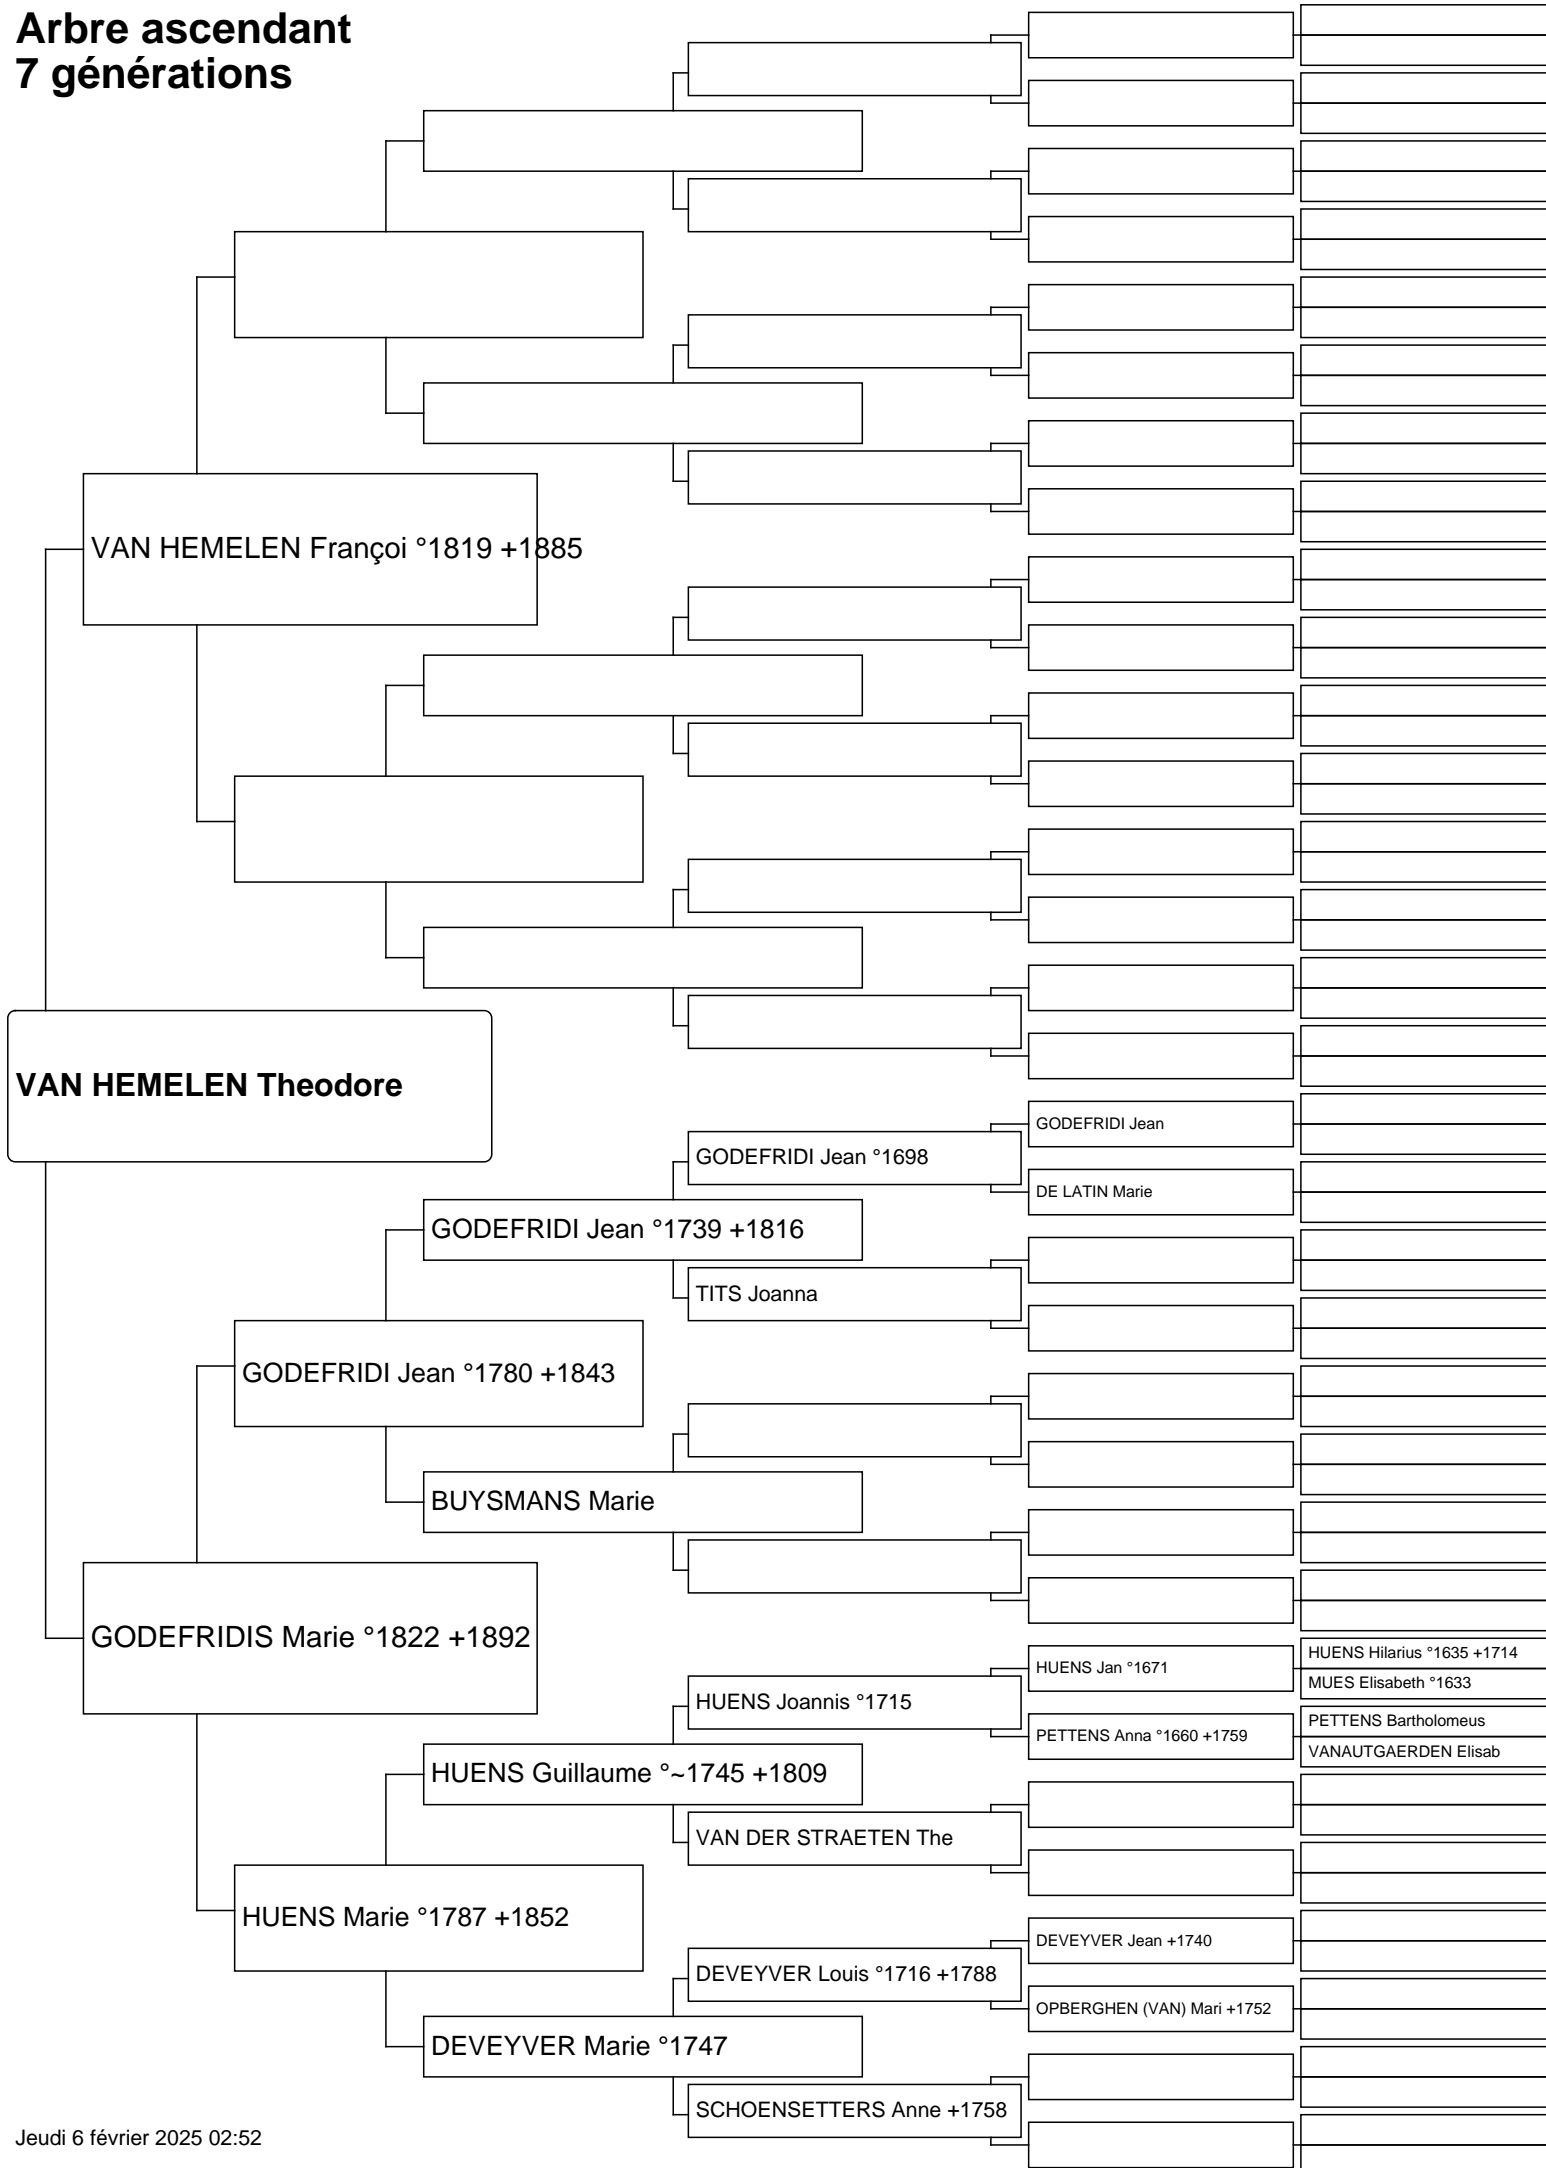 Arbre ascendant
7 générations
VAN HEMELEN Françoi °1819 +1885
VAN HEMELEN Theodore
GODEFRIDI Jean
GODEFRIDI Jean °1698
DE LATIN Marie
GODEFRIDI Jean °1739 +1816
TITS Joanna
GODEFRIDI Jean °1780 +1843
BUYSMANS Marie
GODEFRIDIS Marie °1822 +1892
HUENS Hilarius °1635 +1714
HUENS Jan °1671
MUES Elisabeth °1633
HUENS Joannis °1715
PETTENS Bartholomeus
PETTENS Anna °1660 +1759
VANAUTGAERDEN Elisab
HUENS Guillaume °~1745 +1809
VAN DER STRAETEN The
HUENS Marie °1787 +1852
DEVEYVER Jean +1740
DEVEYVER Louis °1716 +1788
OPBERGHEN (VAN) Mari +1752
DEVEYVER Marie °1747
SCHOENSETTERS Anne +1758
Jeudi 6 février 2025 02:52